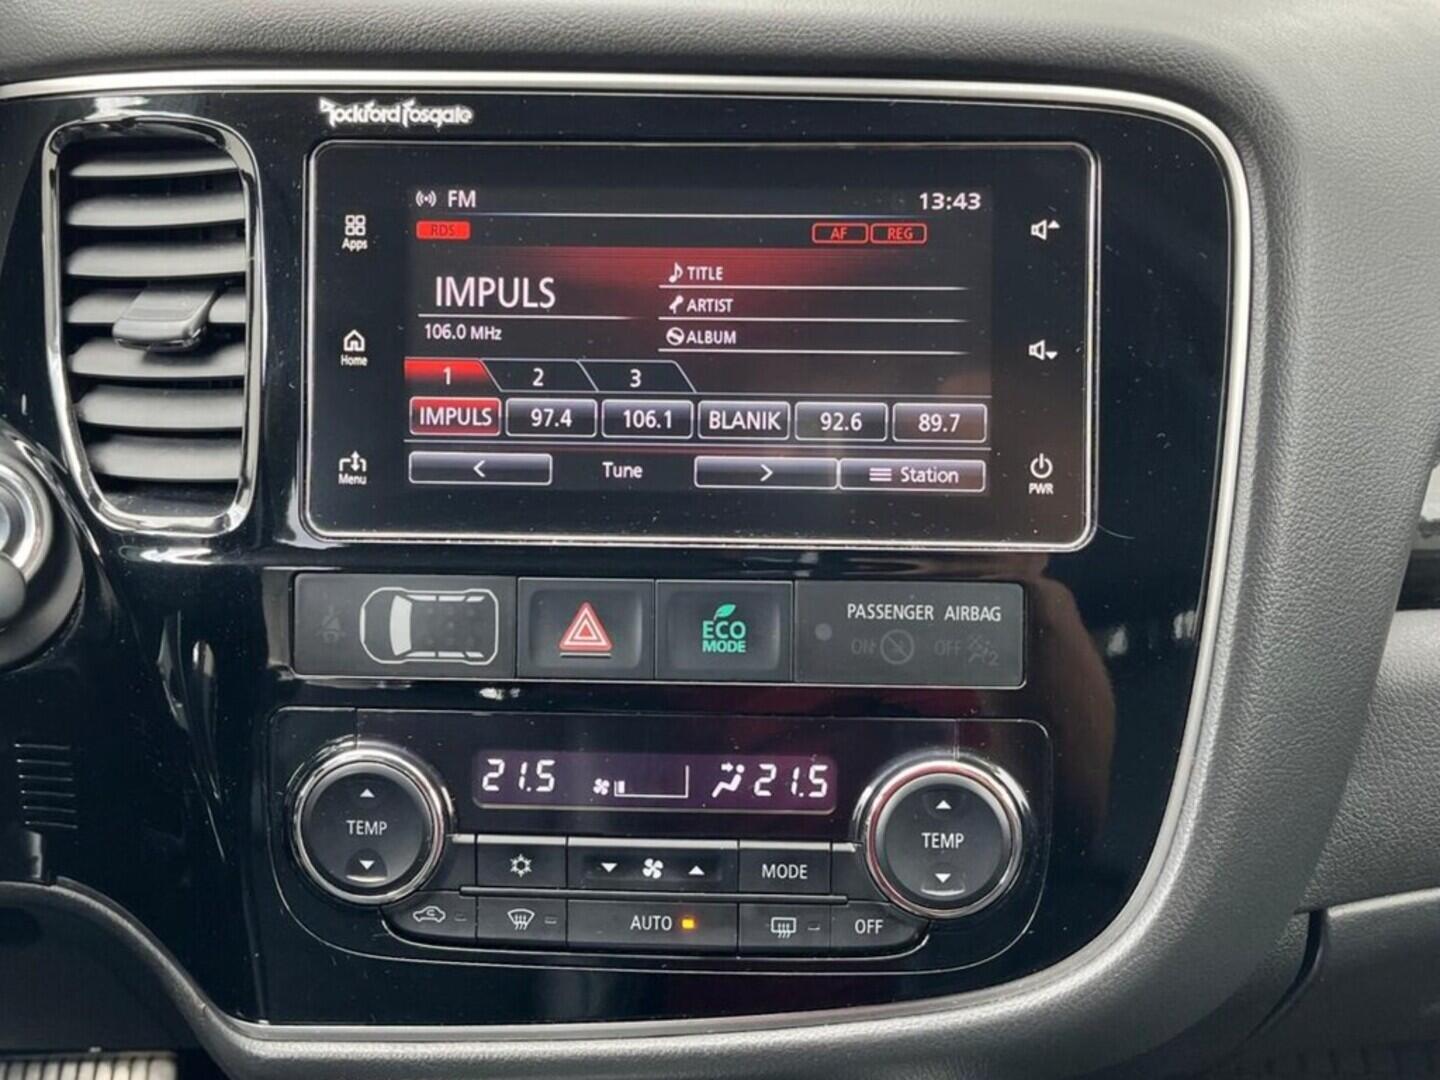 Rockford Fosgate
FM 13:43
RDS AF REG
Apps
IMPULS
106.0 MHz
TITLE
ARTIST
ALBUM
Home
1 2 3
IMPULS 97.4 106.1 BLANIK 92.6 89.7
Menu
< Tune > Station
PWR
ECO
MODE
PASSENGER AIRBAG
ON OFF
21.5 21.5
TEMP
TEMP
MODE
AUTO
OFF